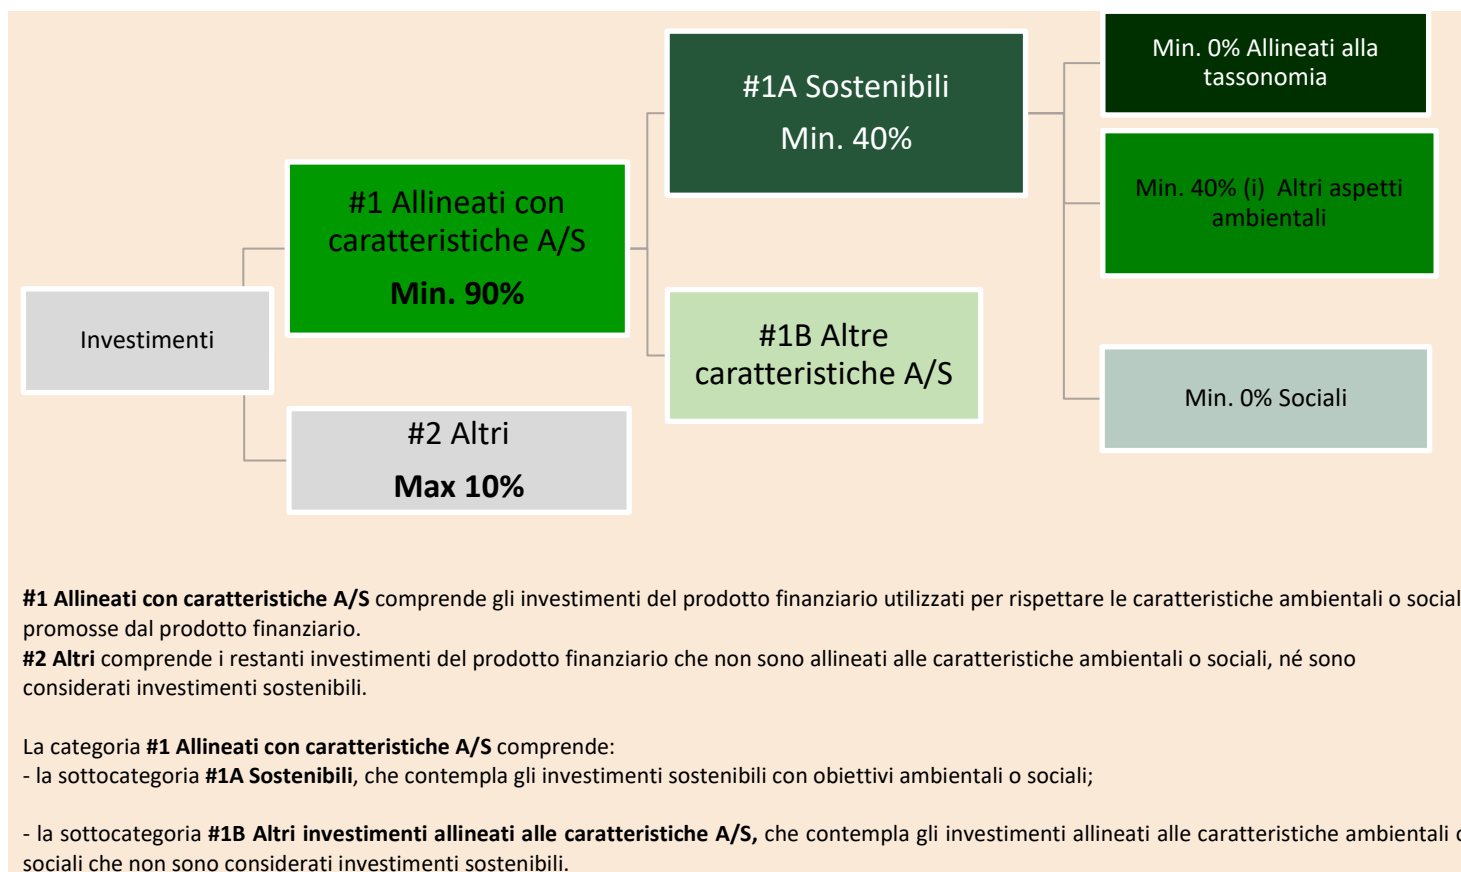 Min. 0% Allineati alla
tassonomia
#1A Sostenibili
Min. 40%
Min. 40% (i)  Altri aspetti
ambientali
#1 Allineati con
caratteristiche A/S
Min. 90%
Investimenti
#1B Altre
caratteristiche A/S
Min. 0% Sociali
#2 Altri
Max 10%
#1 Allineati con caratteristiche A/S comprende gli investimenti del prodotto finanziario utilizzati per rispettare le caratteristiche ambientali o social
promosse dal prodotto finanziario.
#2 Altri comprende i restanti investimenti del prodotto finanziario che non sono allineati alle caratteristiche ambientali o sociali, né sono
considerati investimenti sostenibili.
La categoria #1 Allineati con caratteristiche A/S comprende:
- la sottocategoria #1A Sostenibili, che contempla gli investimenti sostenibili con obiettivi ambientali o sociali;
- la sottocategoria #1B Altri investimenti allineati alle caratteristiche A/S, che contempla gli investimenti allineati alle caratteristiche ambientali
sociali che non sono considerati investimenti sostenibili.